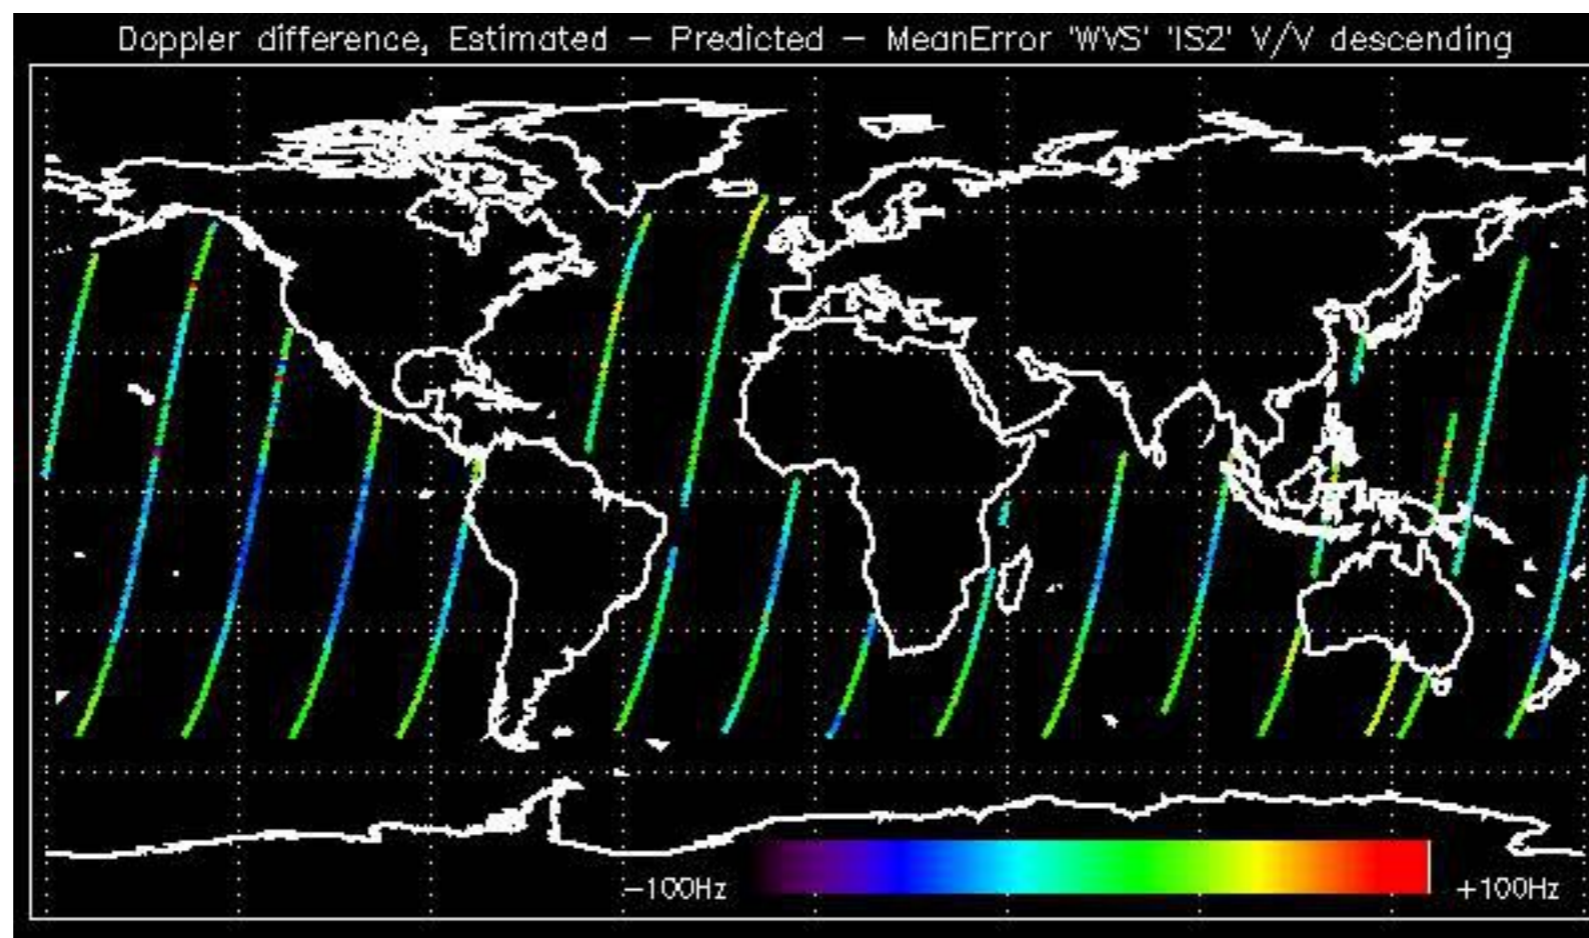 Doppler difference, Estimated – Predicted – MeanError 'WVS' 'IS2' V/V descending
–100Hz +100Hz